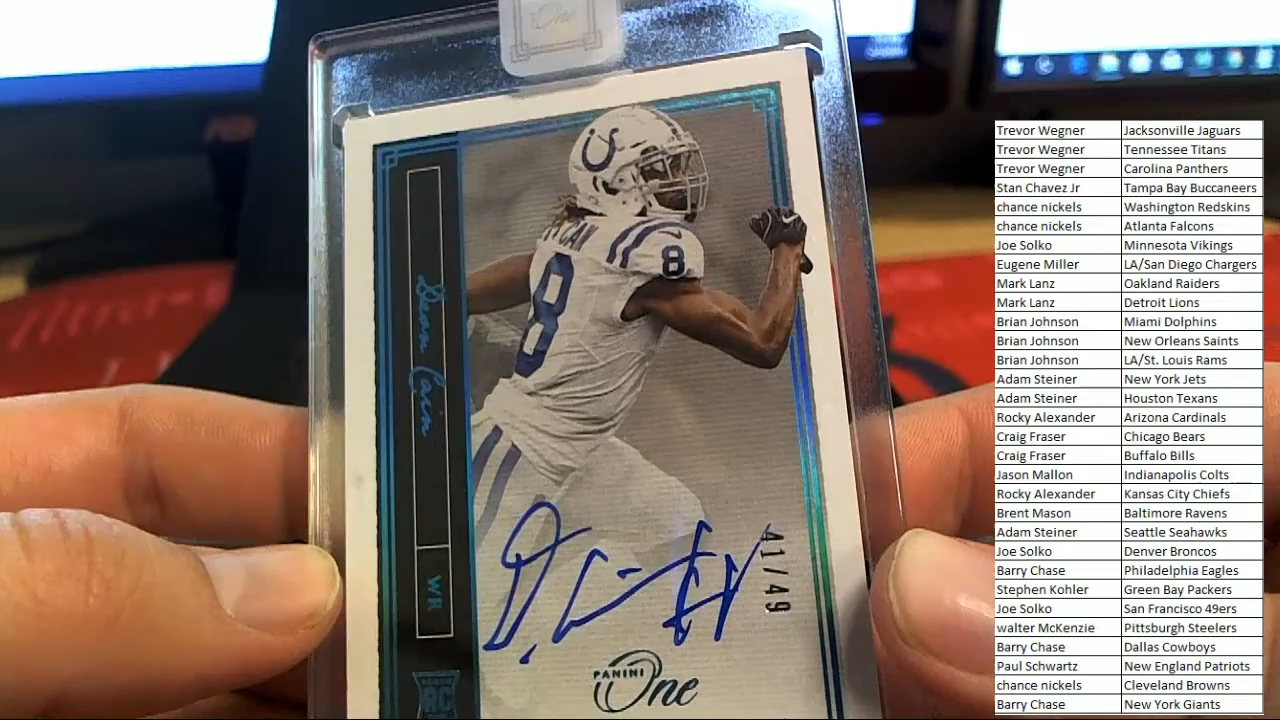 One
CAIN
8
8
Deon Cain
WR
41/49
D. Cain
PANINI
One
ROOKIE
RC
Trevor Wegner Jacksonville Jaguars
Trevor Wegner Tennessee Titans
Trevor Wegner Carolina Panthers
Stan Chavez Jr Tampa Bay Buccaneers
chance nickels Washington Redskins
chance nickels Atlanta Falcons
Joe Solko Minnesota Vikings
Eugene Miller LA/San Diego Chargers
Mark Lanz Oakland Raiders
Mark Lanz Detroit Lions
Brian Johnson Miami Dolphins
Brian Johnson New Orleans Saints
Brian Johnson LA/St. Louis Rams
Adam Steiner New York Jets
Adam Steiner Houston Texans
Rocky Alexander Arizona Cardinals
Craig Fraser Chicago Bears
Craig Fraser Buffalo Bills
Jason Mallon Indianapolis Colts
Rocky Alexander Kansas City Chiefs
Brent Mason Baltimore Ravens
Adam Steiner Seattle Seahawks
Joe Solko Denver Broncos
Barry Chase Philadelphia Eagles
Stephen Kohler Green Bay Packers
Joe Solko San Francisco 49ers
walter McKenzie Pittsburgh Steelers
Barry Chase Dallas Cowboys
Paul Schwartz New England Patriots
chance nickels Cleveland Browns
Barry Chase New York Giants